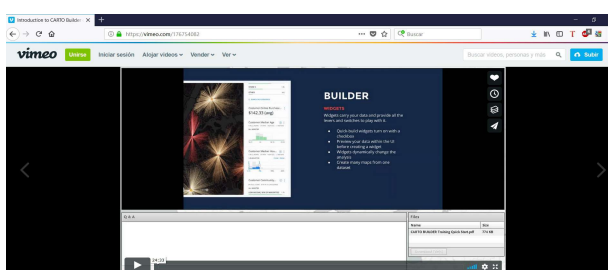 Introduction to CARTO Builder
https://vimeo.com/176754082
Buscar
vimeo
Unirse
Iniciar sesión
Alojar vídeos
Vender
Ver
Buscar vídeos, personas y más
Subir
$142.33 (avg)
BUILDER
WIDGETS
Widgets carry your data and provide all the
levers and switches to play with it.
Quick-build widgets turn on with a
checkbox
Preview your data within the UI
before creating a widget
Widgets dynamically change the
analysis
Create many maps from one
dataset
Q & A
Files
Name
Size
CARTO BUILDER Training Quick Start.pdf
24:33